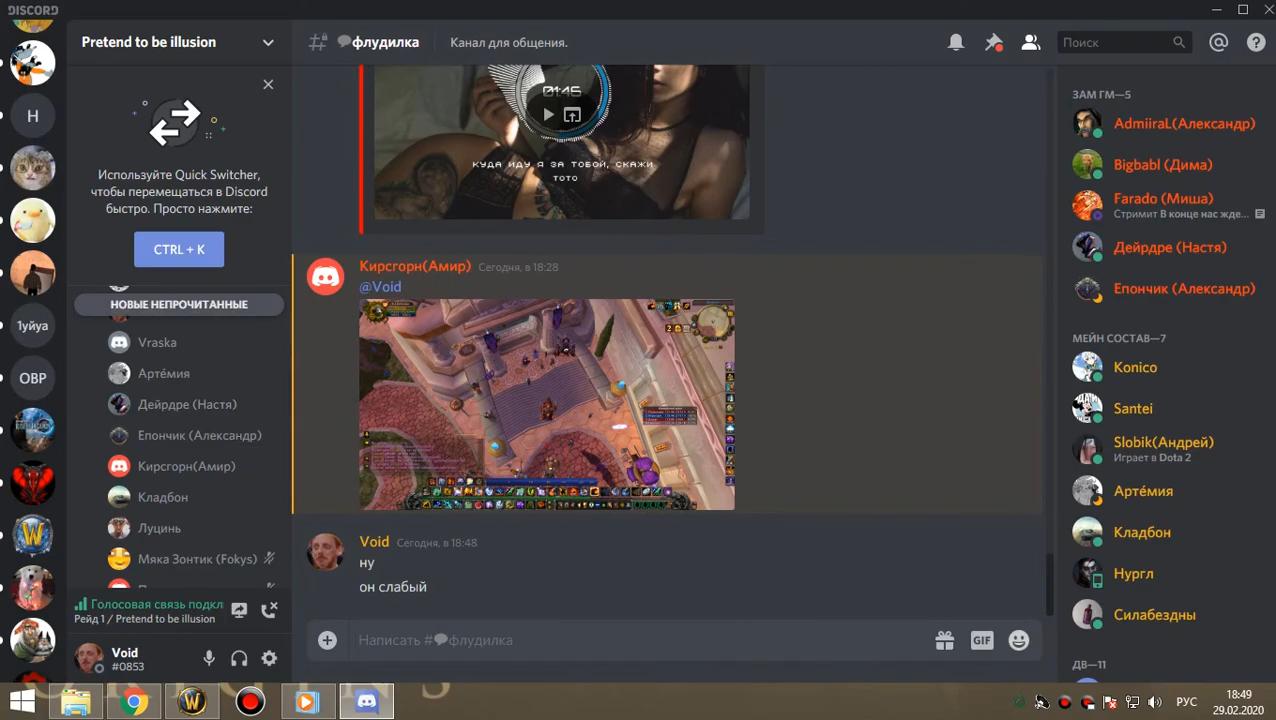 DISCORD
Pretend to be illusion
Используйте Quick Switcher,
чтобы перемещаться в Discord
быстро. Просто нажмите:
CTRL + K
НОВЫЕ НЕПРОЧИТАННЫЕ
Vraska
Артёмия
Дейрдре (Настя)
Епончик (Александр)
Кирсгорн(Амир)
Кладбон
Луцинь
Мяка Зонтик (Fokys)
Голосовая связь подкл
Рейд 1 / Pretend to be illusion
Void
#0853
H
1уйуа
ОВР
флудилка
Канал для общения.
Поиск
01:45
КУДА ИДУ Я ЗА ТОБОЙ, СКАЖИ
ТОТО
Кирсгорн(Амир) Сегодня, в 18:28
@Void
Void Сегодня, в 18:48
ну
он слабый
Написать #флудилка
GIF
ЗАМ ГМ—5
AdmiiraL(Александр)
Bigbabl (Дима)
Farado (Миша)
Стримит В конце нас жде...
Дейрдре (Настя)
Епончик (Александр)
МЕЙН СОСТАВ—7
Konico
Santei
Slobik(Андрей)
Играет в Dota 2
Артёмия
Кладбон
Нургл
Силабездны
ДВ—11
РУС
18:49
29.02.2020